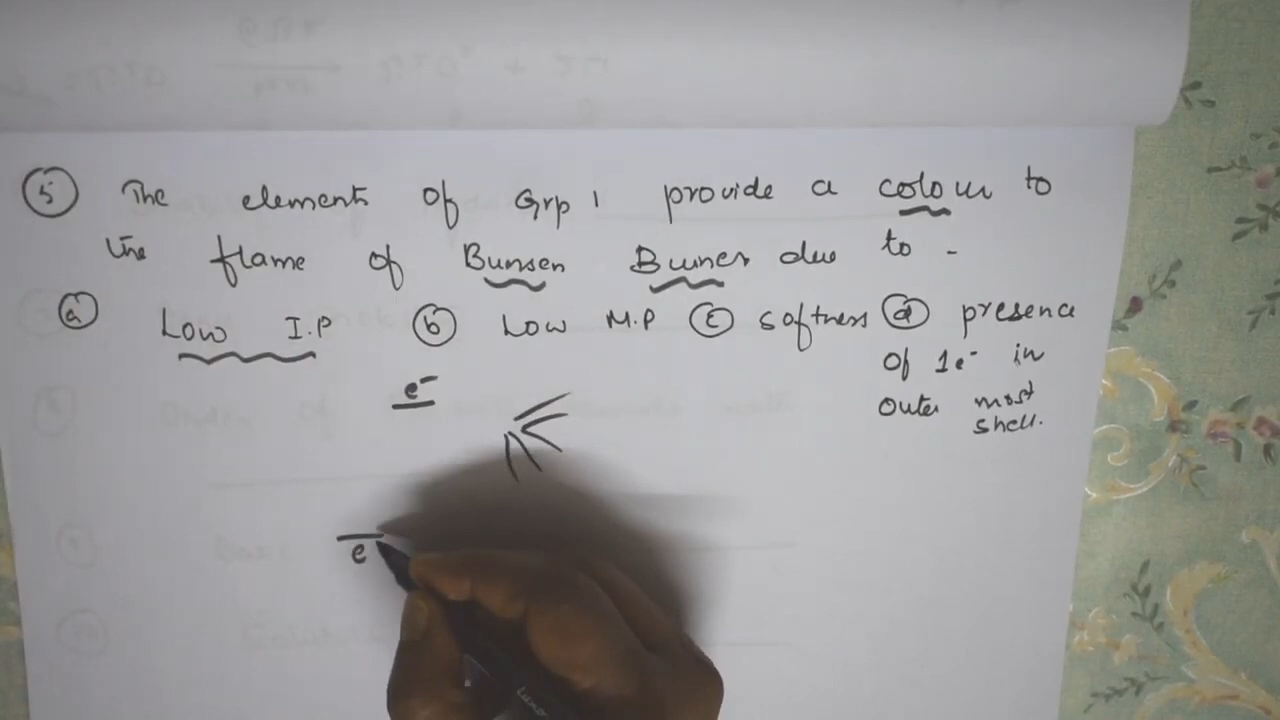 5 The elements of Grp 1 provide a colour to
the flame of Bunsen Burner due to -
a Low I.P b Low M.P c softness d presence
of 1e⁻ in
outer most
shell.
e⁻
e